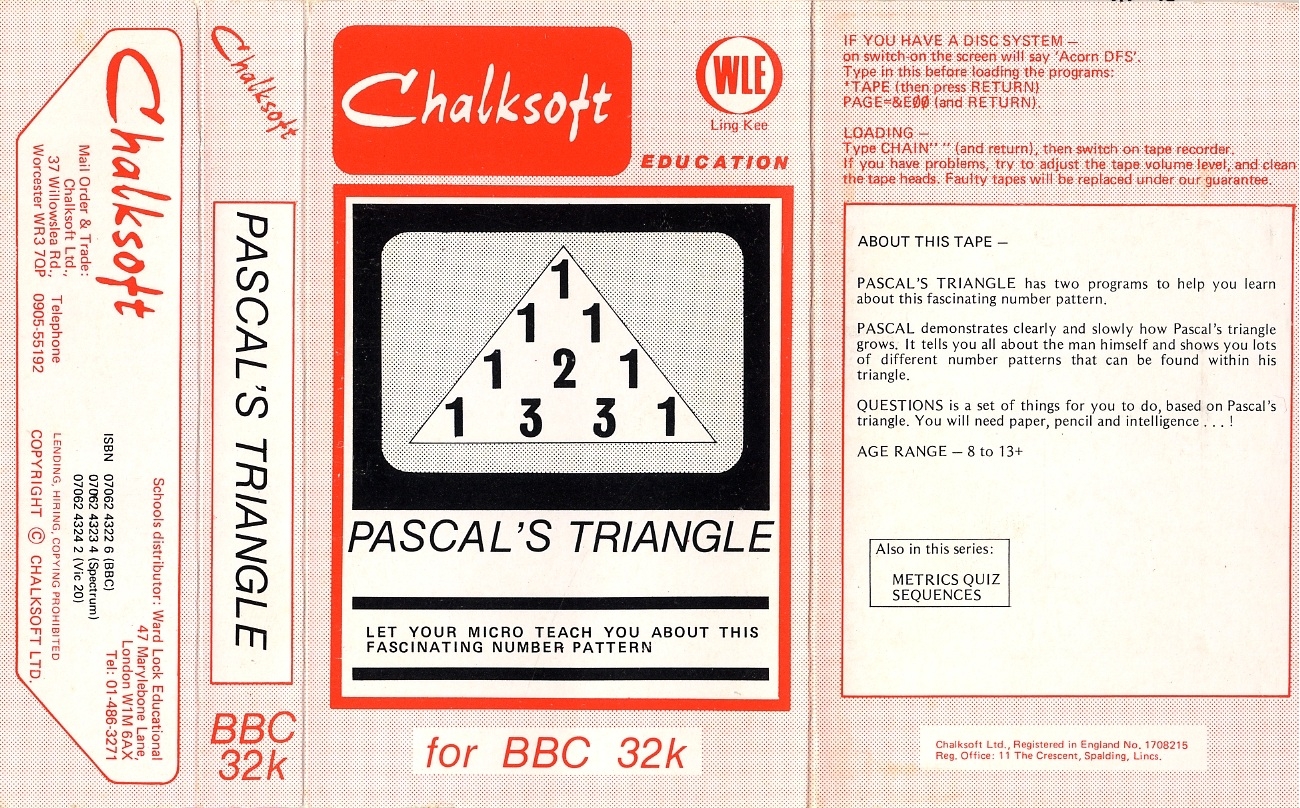 Chalksoft
Mail Order & Trade:
Chalksoft Ltd.,
37 Willowslea Rd., Telephone
Worcester WR3 7QP 0905-55192
Schools distributor: Ward Lock Educational
47 Marylebone Lane,
London W1M 6AX
Tel: 01-486-3271
ISBN 07062 4322 6 (BBC)
07062 4323 4 (Spectrum)
07062 4324 2 (Vic 20)
LENDING, HIRING, COPYING PROHIBITED
COPYRIGHT © CHALKSOFT LTD.
Chalksoft
PASCAL'S TRIANGLE
BBC
32k
Chalksoft
WLE
Ling Kee
EDUCATION
1
1 1
1 2 1
1 3 3 1
PASCAL'S TRIANGLE
LET YOUR MICRO TEACH YOU ABOUT THIS
FASCINATING NUMBER PATTERN
for BBC 32k
IF YOU HAVE A DISC SYSTEM —
on switch-on the screen will say 'Acorn DFS'.
Type in this before loading the programs:
*TAPE (then press RETURN)
PAGE=&E00 (and RETURN).
LOADING —
Type CHAIN" " (and return), then switch on tape recorder.
If you have problems, try to adjust the tape volume level, and clean
the tape heads. Faulty tapes will be replaced under our guarantee.
ABOUT THIS TAPE —
PASCAL'S TRIANGLE has two programs to help you learn
about this fascinating number pattern.
PASCAL demonstrates clearly and slowly how Pascal's triangle
grows. It tells you all about the man himself and shows you lots
of different number patterns that can be found within his
triangle.
QUESTIONS is a set of things for you to do, based on Pascal's
triangle. You will need paper, pencil and intelligence . . . !
AGE RANGE — 8 to 13+
Also in this series:
METRICS QUIZ
SEQUENCES
Chalksoft Ltd., Registered in England No. 1708215
Reg. Office: 11 The Crescent, Spalding, Lincs.